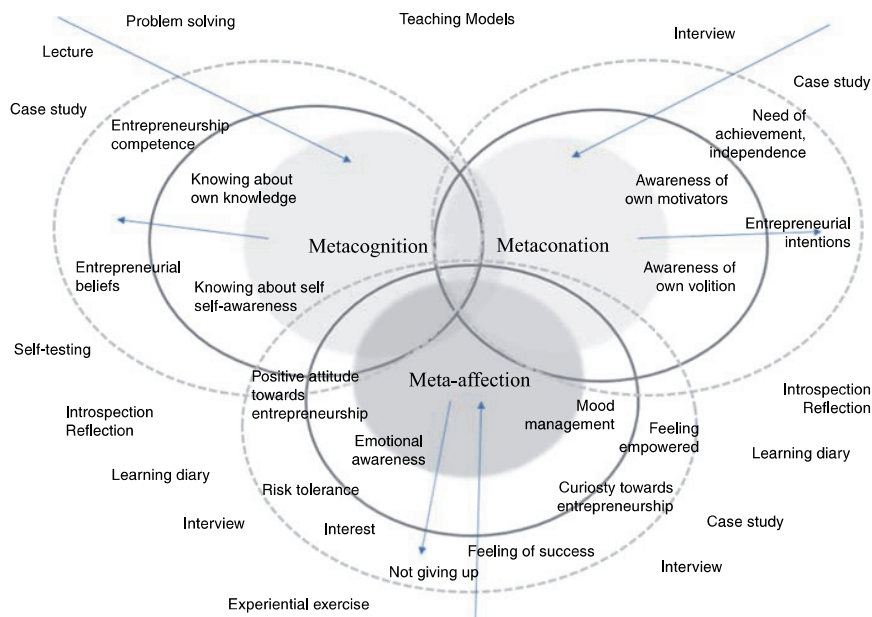 Problem solving
Teaching Models
Interview
Lecture
Case study
Case study
Entrepreneurship
competence
Need of
achievement,
independence
Knowing about
own knowledge
Awareness of
own motivators
Metacognition
Metaconation
Entrepreneurial
intentions
Entrepreneurial
beliefs
Knowing about self
self-awareness
Awareness of
own volition
Self-testing
Meta-affection
Positive attitude
towards
entrepreneurship
Introspection
Reflection
Mood
management
Introspection
Reflection
Feeling
empowered
Emotional
awareness
Learning diary
Learning diary
Risk tolerance
Curiosty towards
entrepreneurship
Interview
Interest
Case study
Feeling of success
Not giving up
Interview
Experiential exercise